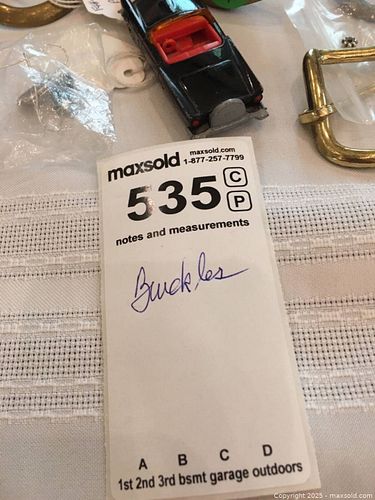 maxsold maxsold.com
1-877-257-7799
535 C
P
notes and measurements
Buckles
A B C D
1st 2nd 3rd bsmt garage outdoors
Copyright 2025 - maxsold.com